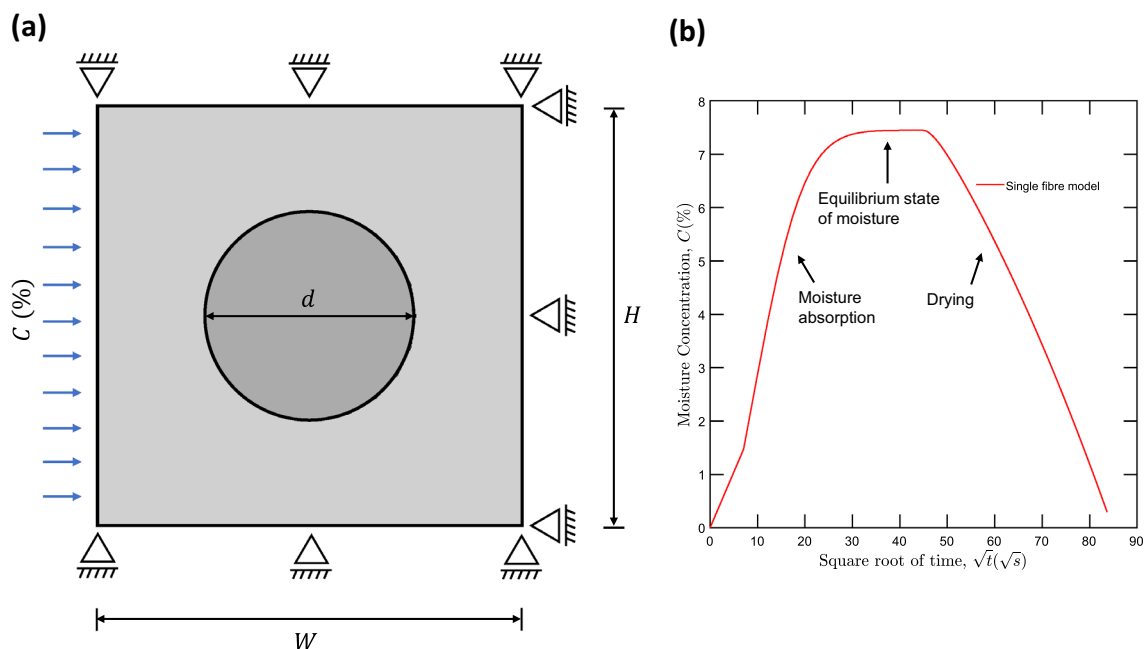 (a)
C (%)
d
H
W
(b)
Moisture Concentration, C(%)
8
7
6
5
4
3
2
1
0
Equilibrium state
of moisture
Single fibre model
Moisture
absorption
Drying
0 10 20 30 40 50 60 70 80 90
Square root of time, √t(√s)